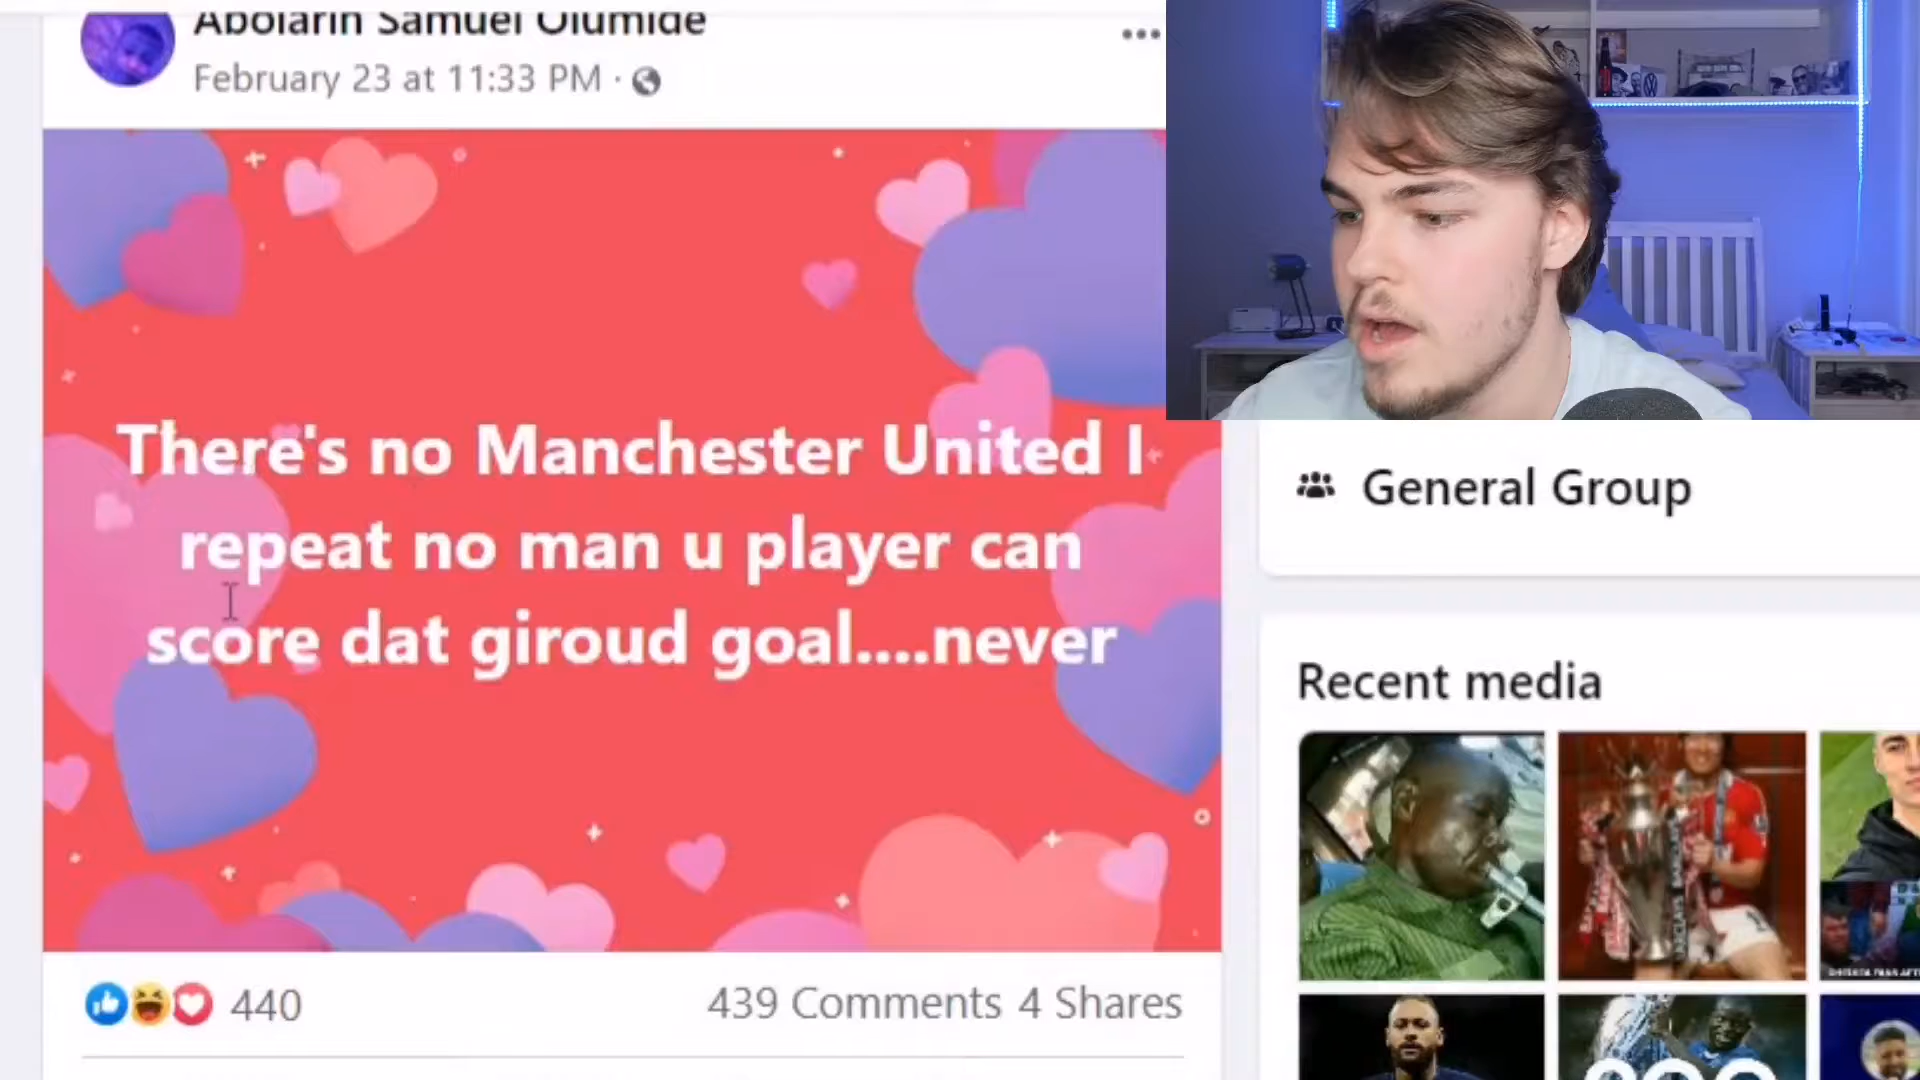 Abolarin Samuel Olumide
February 23 at 11:33 PM ·
There's no Manchester United I
repeat no man u player can
score dat giroud goal....never
440
439 Comments 4 Shares
General Group
Recent media